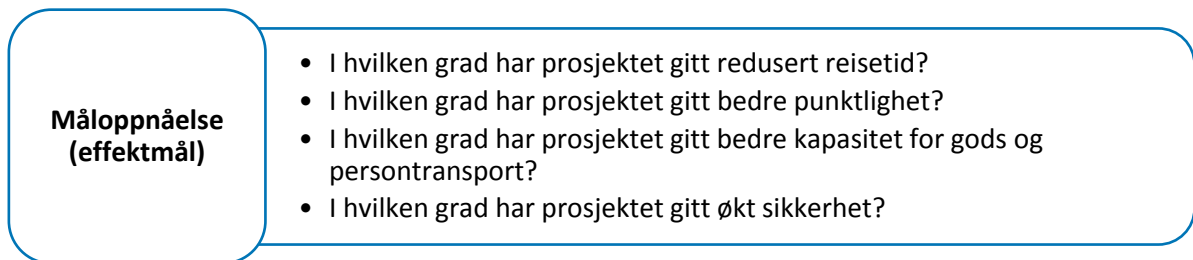 Måloppnåelse
(effektmål)
• I hvilken grad har prosjektet gitt redusert reisetid?
• I hvilken grad har prosjektet gitt bedre punktlighet?
• I hvilken grad har prosjektet gitt bedre kapasitet for gods og
persontransport?
• I hvilken grad har prosjektet gitt økt sikkerhet?